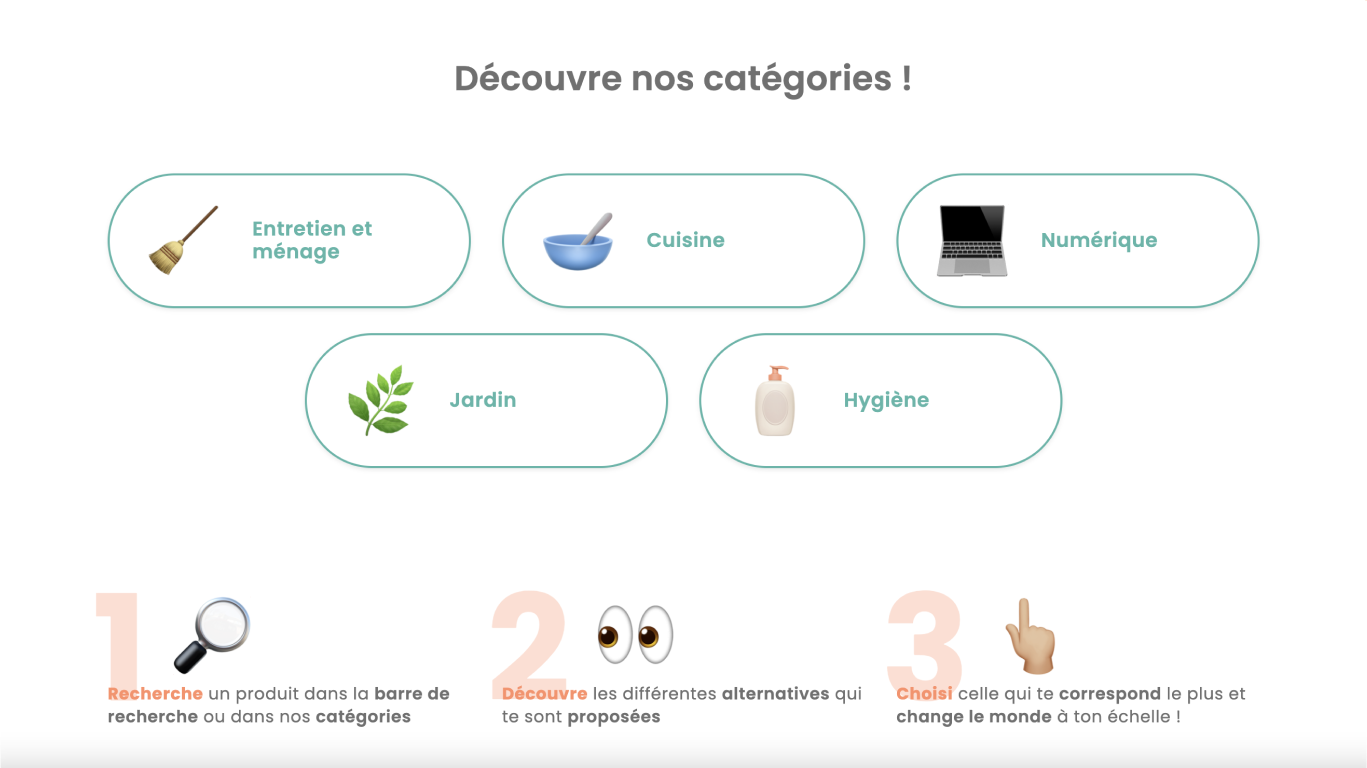 Découvre nos catégories !
Entretien et
ménage
Cuisine
Numérique
Jardin
Hygiène
1
Recherche un produit dans la barre de
recherche ou dans nos catégories
2
Découvre les différentes alternatives qui
te sont proposées
3
Choisi celle qui te correspond le plus et
change le monde à ton échelle !